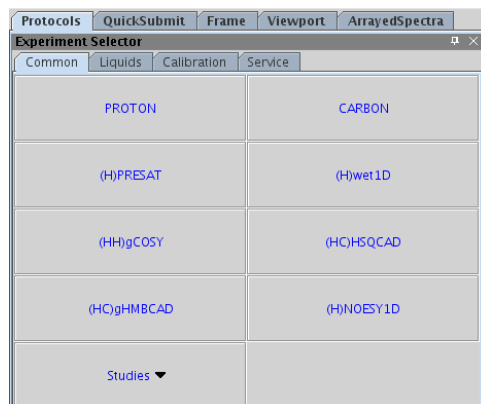 Protocols QuickSubmit Frame Viewport ArrayedSpectra
Experiment Selector
Common Liquids Calibration Service
PROTON CARBON
(H)PRESAT (H)wet1D
(HH)gCOSY (HC)HSQCAD
(HC)gHMBCAD (H)NOESY1D
Studies